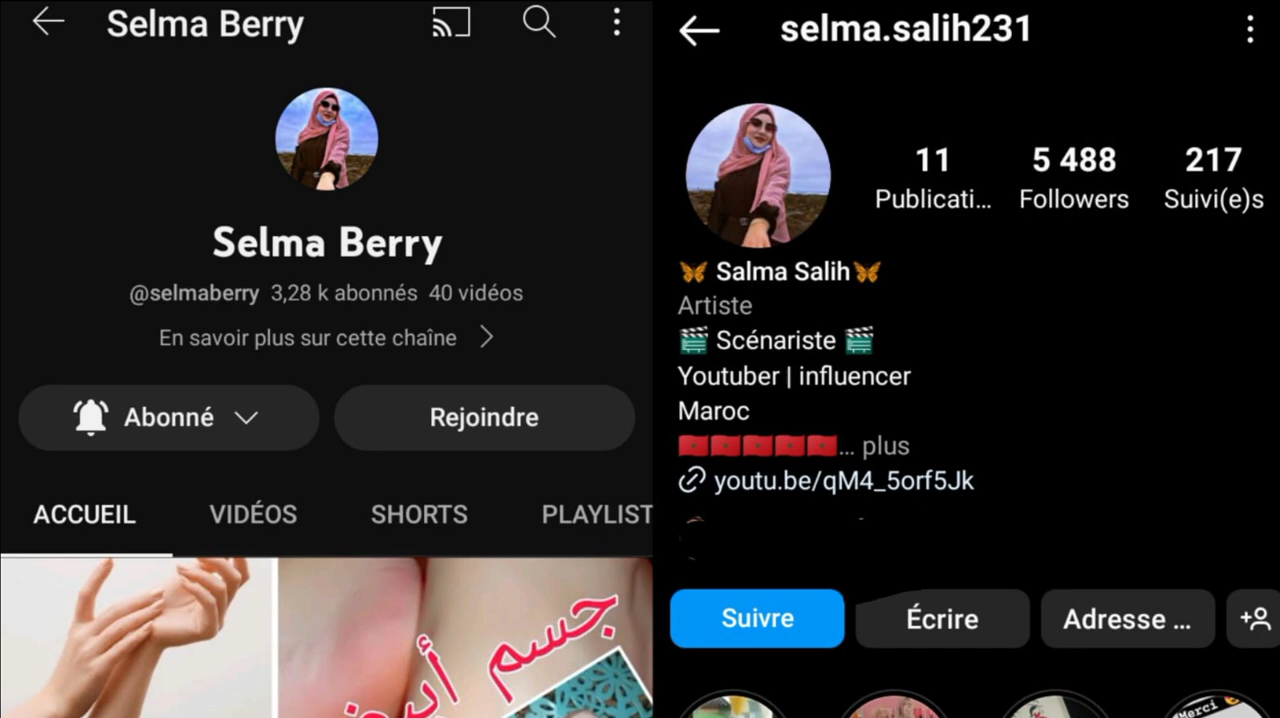 Selma Berry
Selma Berry
@selmaberry 3,28 k abonnés 40 vidéos
En savoir plus sur cette chaîne
Abonné
Rejoindre
ACCUEIL VIDÉOS SHORTS PLAYLIST
جسم أبيض
selma.salih231
11 5 488 217
Publicati... Followers Suivi(e)s
🦋 Salma Salih🦋
Artiste
🎬 Scénariste 🎬
Youtuber | influencer
Maroc
🇲🇦🇲🇦🇲🇦🇲🇦🇲🇦... plus
youtu.be/qM4_5orf5Jk
Suivre Écrire Adresse ...
Merci